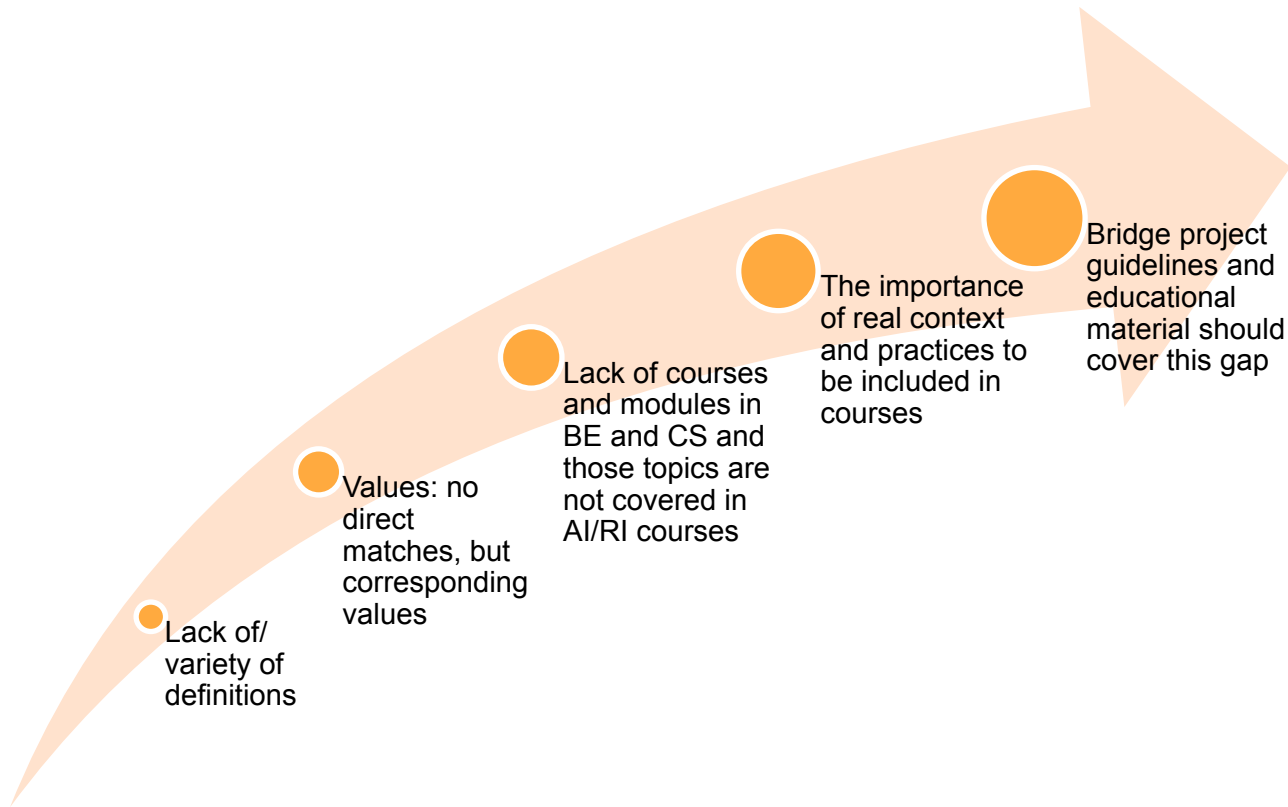 Lack of/
variety of
definitions
Values: no
direct
matches, but
corresponding
values
Lack of courses
and modules in
BE and CS and
those topics are
not covered in
AI/RI courses
The importance
of real context
and practices to
be included in
courses
Bridge project
guidelines and
educational
material should
cover this gap